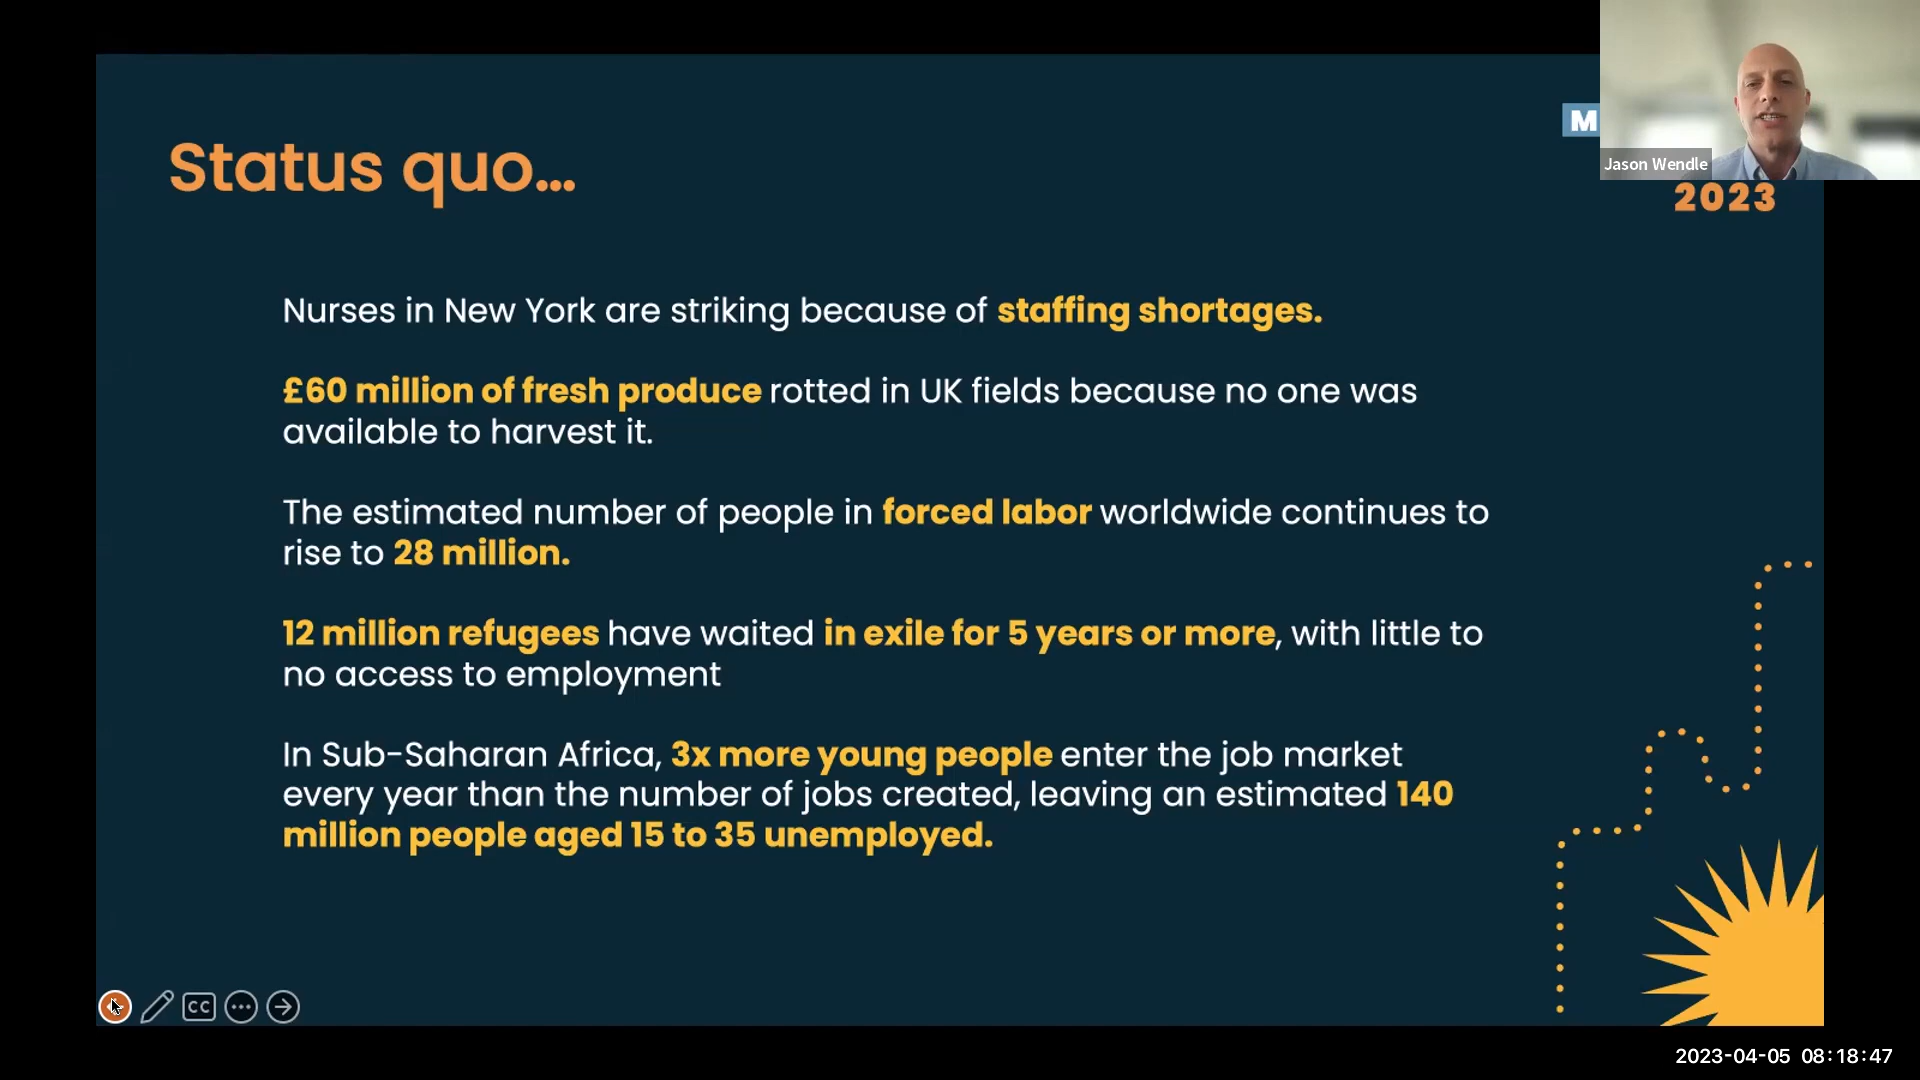 Status quo...
M
Jason Wendle
2023
Nurses in New York are striking because of staffing shortages.
£60 million of fresh produce rotted in UK fields because no one was
available to harvest it.
The estimated number of people in forced labor worldwide continues to
rise to 28 million.
12 million refugees have waited in exile for 5 years or more, with little to
no access to employment
In Sub-Saharan Africa, 3x more young people enter the job market
every year than the number of jobs created, leaving an estimated 140
million people aged 15 to 35 unemployed.
CC
2023-04-05 08:18:47